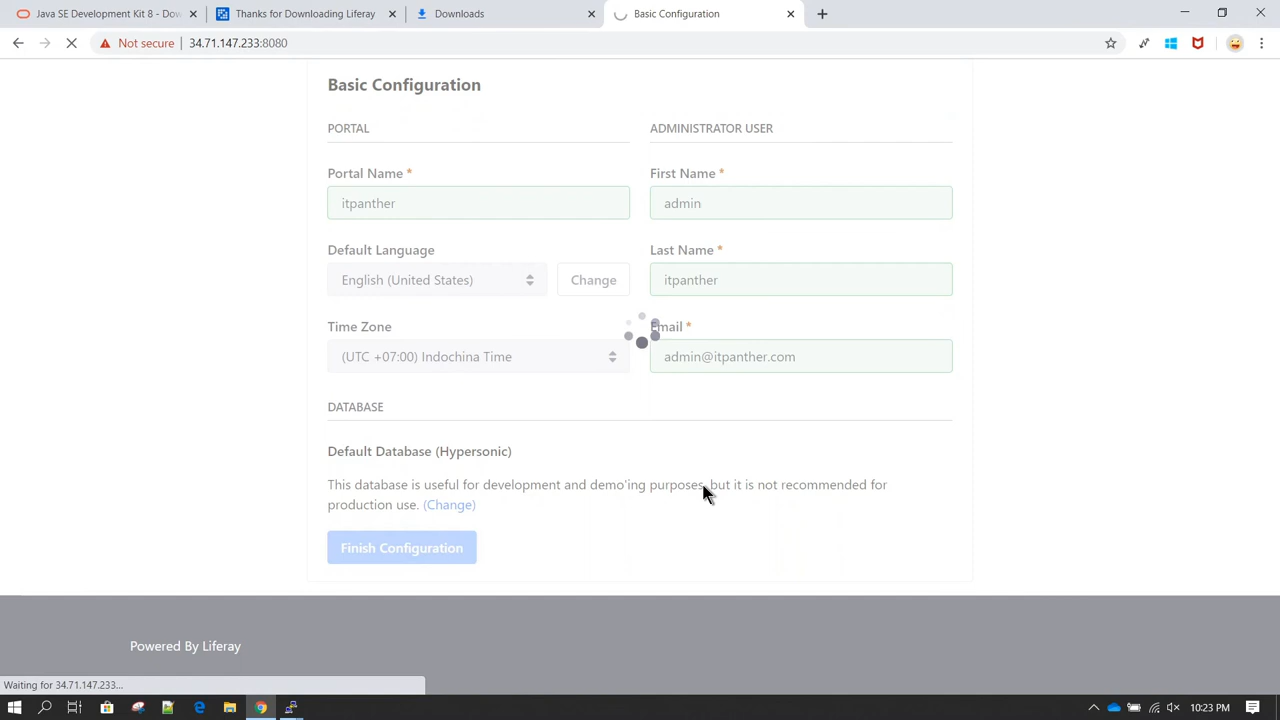 Java SE Development Kit 8 - Dow
Thanks for Downloading Liferay
Downloads
Basic Configuration
Not secure
34.71.147.233:8080
Basic Configuration
PORTAL
ADMINISTRATOR USER
Portal Name *
First Name *
itpanther
admin
Default Language
Last Name *
English (United States)
Change
itpanther
Time Zone
Email *
(UTC +07:00) Indochina Time
admin@itpanther.com
DATABASE
Default Database (Hypersonic)
This database is useful for development and demo'ing purposes, but it is not recommended for
production use. (Change)
Finish Configuration
Powered By Liferay
Waiting for 34.71.147.233...
10:23 PM